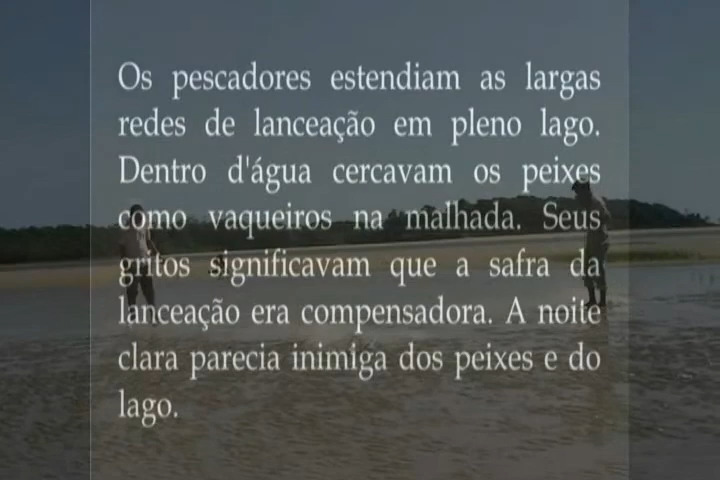 Os pescadores estendiam as largas
redes de lanceação em pleno lago.
Dentro d'água cercavam os peixes
como vaqueiros na malhada. Seus
gritos significavam que a safra da
lanceação era compensadora. A noite
clara parecia inimiga dos peixes e do
lago.